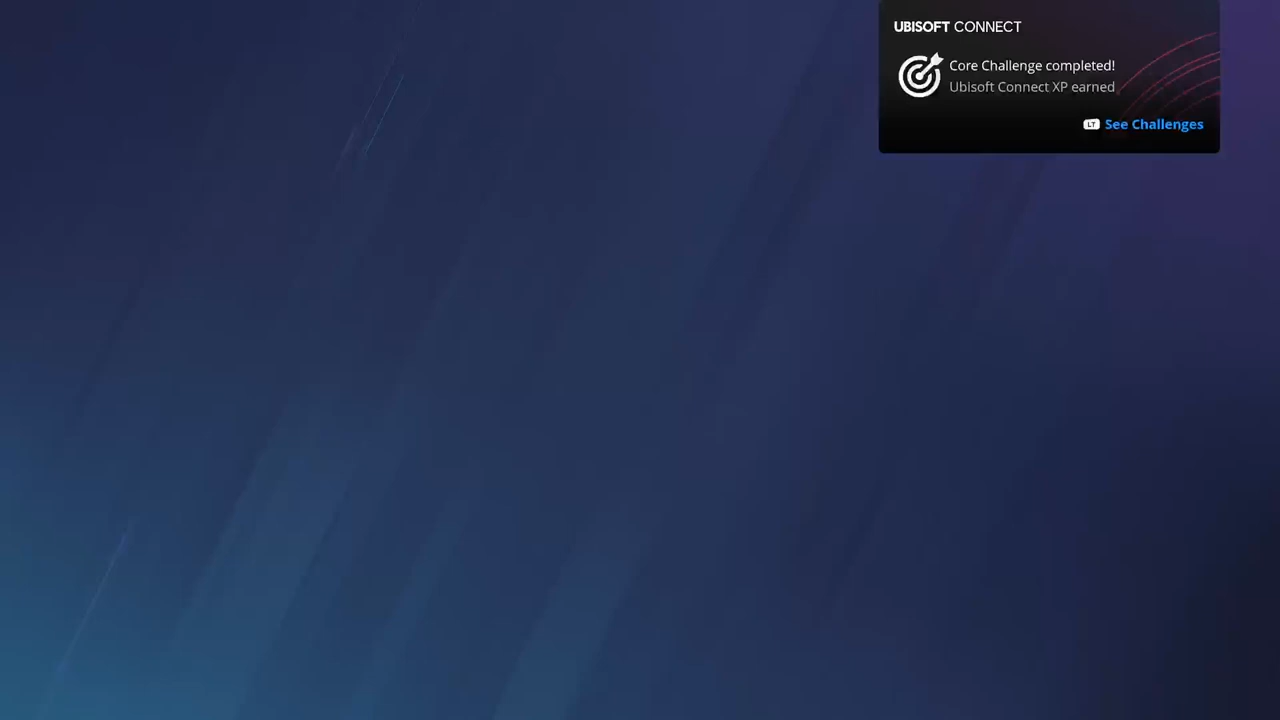 UBISOFT CONNECT
Core Challenge completed!
Ubisoft Connect XP earned
LT See Challenges